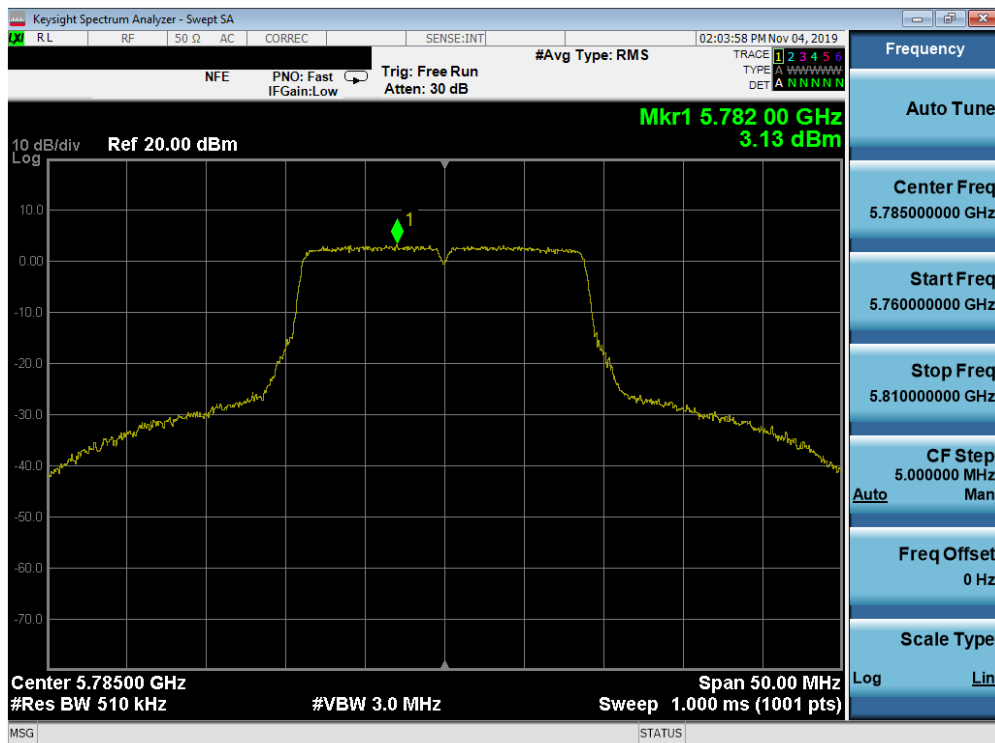 Keysight Spectrum Analyzer - Swept SA
LXI RL RF 50 Ω AC CORREC SENSE:INT 02:03:58 PM Nov 04, 2019
#Avg Type: RMS TRACE 1 2 3 4 5 6
NFE PNO: Fast Trig: Free Run TYPE A WWWWW
IFGain:Low Atten: 30 dB DET A N N N N N
Mkr1 5.782 00 GHz
3.13 dBm
10 dB/div Ref 20.00 dBm
Log
1
10.0
0.00
-10.0
-20.0
-30.0
-40.0
-50.0
-60.0
-70.0
Center 5.78500 GHz Span 50.00 MHz
#Res BW 510 kHz #VBW 3.0 MHz Sweep 1.000 ms (1001 pts)
MSG STATUS
Frequency
Auto Tune
Center Freq
5.785000000 GHz
Start Freq
5.760000000 GHz
Stop Freq
5.810000000 GHz
CF Step
5.000000 MHz
Auto Man
Freq Offset
0 Hz
Scale Type
Log Lin